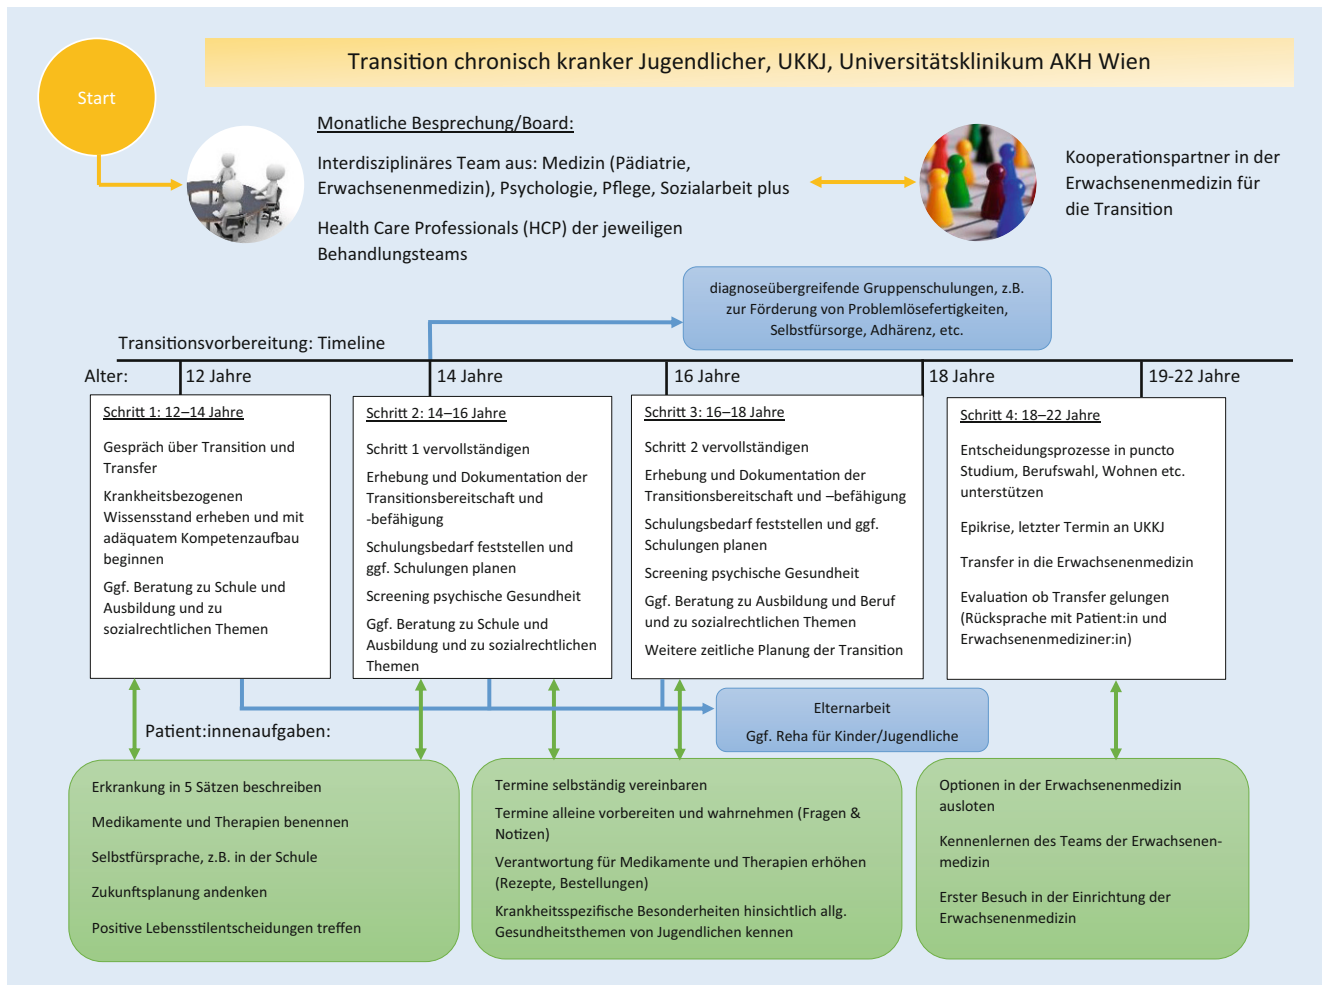 Transition chronisch kranker Jugendlicher, UKKJ, Universitätsklinikum AKH Wien
Start
Monatliche Besprechung/Board:
Interdisziplinäres Team aus: Medizin (Pädiatrie,
Erwachsenenmedizin), Psychologie, Pflege, Sozialarbeit plus
Health Care Professionals (HCP) der jeweiligen
Behandlungsteams
Kooperationspartner in der
Erwachsenenmedizin für
die Transition
diagnoseübergreifende Gruppenschulungen, z.B.
zur Förderung von Problemlösefertigkeiten,
Selbstfürsorge, Adhärenz, etc.
Transitionsvorbereitung: Timeline
Alter:
12 Jahre
14 Jahre
16 Jahre
18 Jahre
19-22 Jahre
Schritt 1: 12–14 Jahre
Gespräch über Transition und
Transfer
Krankheitsbezogenen
Wissensstand erheben und mit
adäquatem Kompetenzaufbau
beginnen
Ggf. Beratung zu Schule und
Ausbildung und zu
sozialrechtlichen Themen
Schritt 2: 14–16 Jahre
Schritt 1 vervollständigen
Erhebung und Dokumentation der
Transitionsbereitschaft und
-befähigung
Schulungsbedarf feststellen und
ggf. Schulungen planen
Screening psychische Gesundheit
Ggf. Beratung zu Schule und
Ausbildung und zu sozialrechtlichen
Themen
Schritt 3: 16–18 Jahre
Schritt 2 vervollständigen
Erhebung und Dokumentation der
Transitionsbereitschaft und –befähigung
Schulungsbedarf feststellen und ggf.
Schulungen planen
Screening psychische Gesundheit
Ggf. Beratung zu Ausbildung und Beruf
und zu sozialrechtlichen Themen
Weitere zeitliche Planung der Transition
Schritt 4: 18–22 Jahre
Entscheidungsprozesse in puncto
Studium, Berufswahl, Wohnen etc.
unterstützen
Epikrise, letzter Termin an UKKJ
Transfer in die Erwachsenenmedizin
Evaluation ob Transfer gelungen
(Rücksprache mit Patient:in und
Erwachsenenmediziner:in)
Elternarbeit
Ggf. Reha für Kinder/Jugendliche
Patient:innenaufgaben:
Erkrankung in 5 Sätzen beschreiben
Medikamente und Therapien benennen
Selbstfürsprache, z.B. in der Schule
Zukunftsplanung andenken
Positive Lebensstilentscheidungen treffen
Termine selbständig vereinbaren
Termine alleine vorbereiten und wahrnehmen (Fragen &
Notizen)
Verantwortung für Medikamente und Therapien erhöhen
(Rezepte, Bestellungen)
Krankheitsspezifische Besonderheiten hinsichtlich allg.
Gesundheitsthemen von Jugendlichen kennen
Optionen in der Erwachsenenmedizin
ausloten
Kennenlernen des Teams der Erwachsenen-
medizin
Erster Besuch in der Einrichtung der
Erwachsenenmedizin